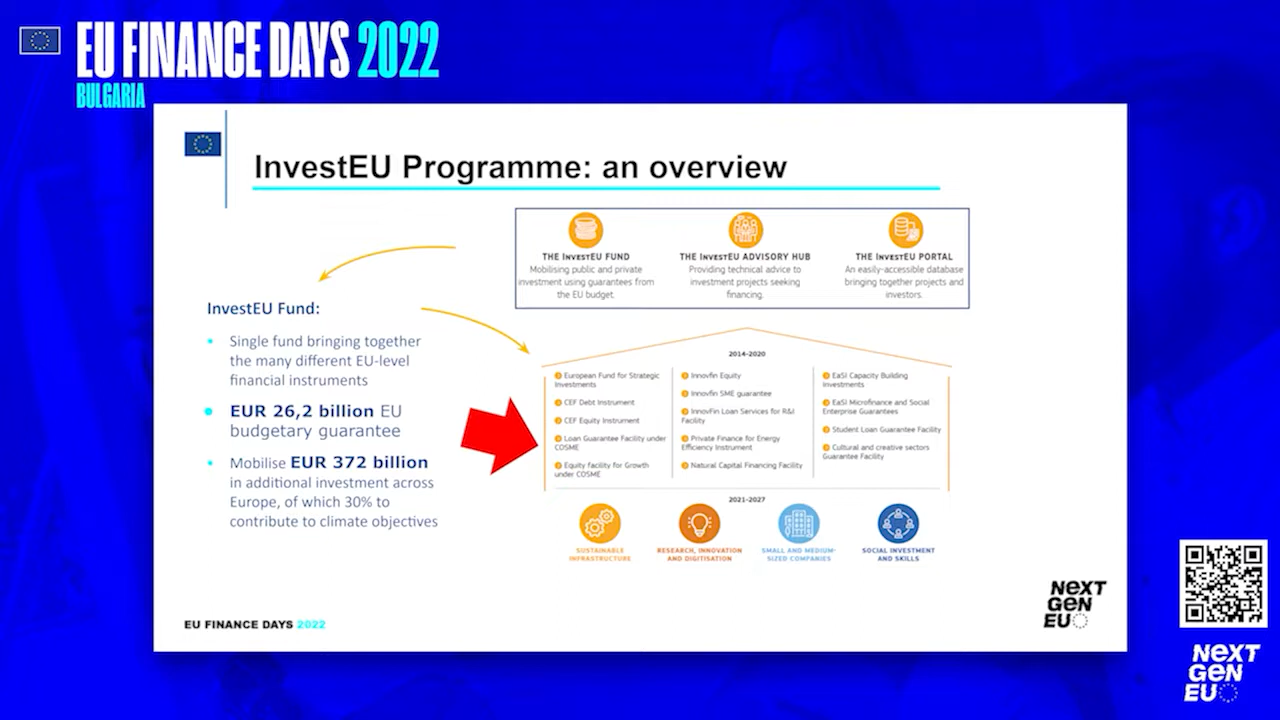 EU FINANCE DAYS 2022
BULGARIA
InvestEU Programme: an overview
THE INVESTEU FUND
Mobilising public and private
investment using guarantees from
the EU budget.
THE INVESTEU ADVISORY HUB
Providing technical advice to
investment projects seeking
financing.
THE INVESTEU PORTAL
An easily-accessible database
bringing together projects and
investors.
InvestEU Fund:
Single fund bringing together
the many different EU-level
financial instruments
EUR 26,2 billion EU
budgetary guarantee
Mobilise EUR 372 billion
in additional investment across
Europe, of which 30% to
contribute to climate objectives
2014-2020
European Fund for Strategic
Investments
CEF Debt Instrument
CEF Equity Instrument
Loan Guarantee Facility under
COSME
Equity facility for Growth
under COSME
Innovfin Equity
Innovfin SME guarantee
InnovFin Loan Services for R&I
Facility
Private Finance for Energy
Efficiency Instrument
Natural Capital Financing Facility
EaSI Capacity Building
Investments
EaSI Microfinance and Social
Enterprise Guarantees
Student Loan Guarantee Facility
Cultural and creative sectors
Guarantee Facility
2021-2027
SUSTAINABLE
INFRASTRUCTURE
RESEARCH, INNOVATION
AND DIGITISATION
SMALL AND MEDIUM-
SIZED COMPANIES
SOCIAL INVESTMENT
AND SKILLS
EU FINANCE DAYS 2022
NEXT
GEN
EU
NEXT
GEN
EU